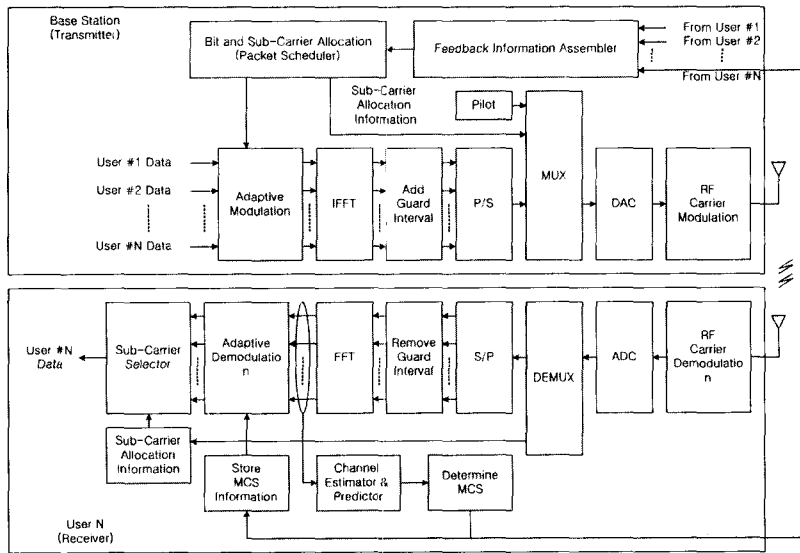 Base Station
(Transmitter)
Bit and Sub-Carrier Allocation
(Packet Scheduler)
Feedback Information Assembler
From User #1
From User #2
From User #N
Sub-Carrier
Allocation
Information
Pilot
User #1 Data
User #2 Data
User #N Data
Adaptive
Modulation
IFFT
Add
Guard
Interval
P/S
MUX
DAC
RF
Carrier
Modulation
User #N
Data
Sub-Carrier
Selector
Adaptive
Demodulatio
n
FFT
Remove
Guard
Interval
S/P
DEMUX
ADC
RF
Carrier
Demodulatio
n
Sub-Carrier
Allocation
Information
Store
MCS
Information
Channel
Estimator &
Predictor
Determine
MCS
User N
(Receiver)